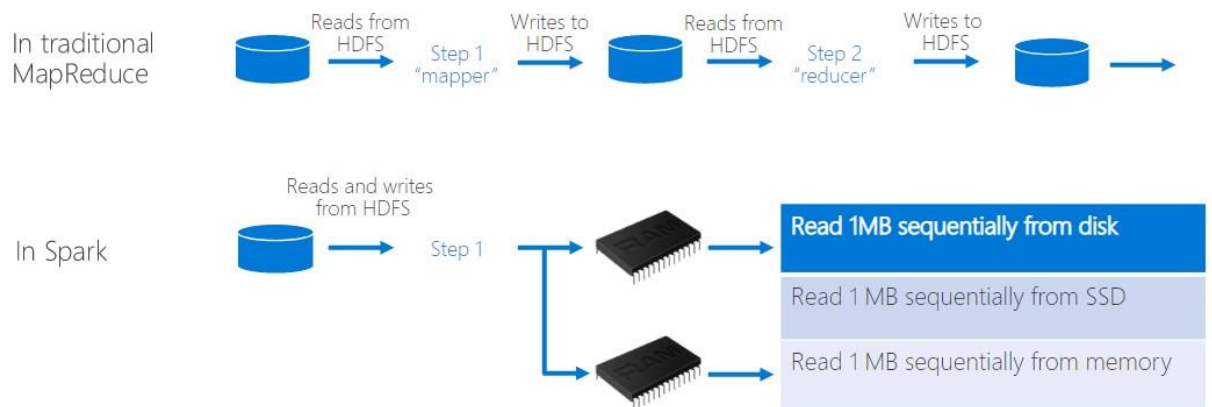 In traditional
MapReduce
Reads from
HDFS
Step 1
"mapper"
Writes to
HDFS
Reads from
HDFS
Step 2
"reducer"
Writes to
HDFS
In Spark
Reads and writes
from HDFS
Step 1
RAM
Read 1MB sequentially from disk
Read 1 MB sequentially from SSD
RAM
Read 1 MB sequentially from memory